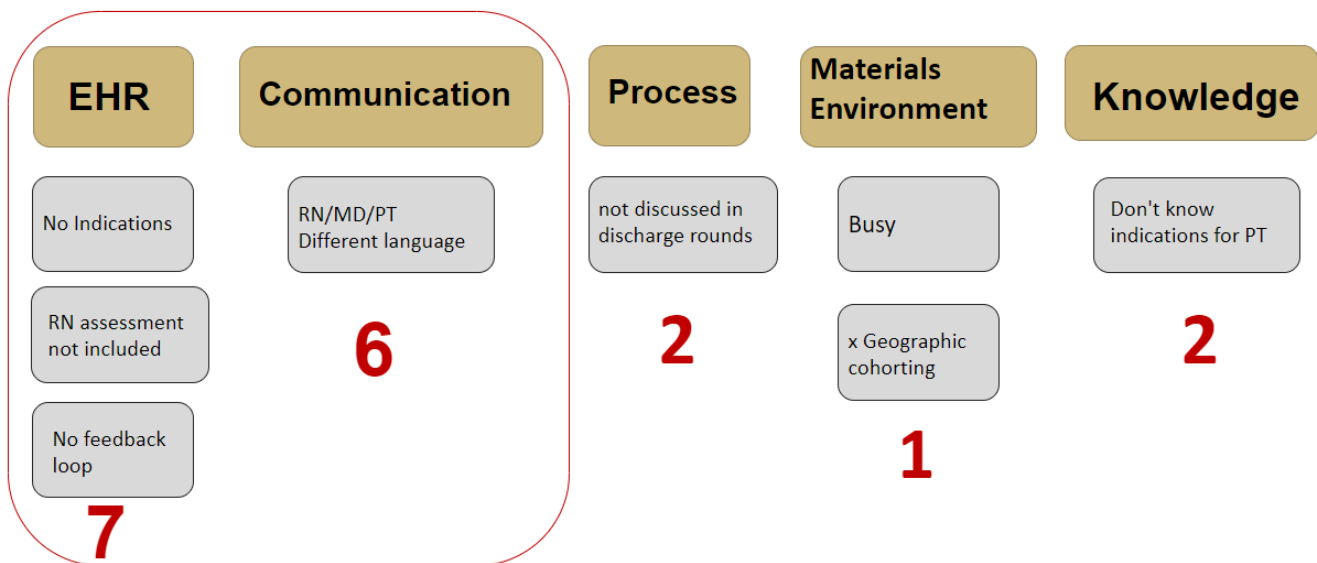 EHR
Communication
Process
Materials
Environment
Knowledge
No Indications
RN/MD/PT
Different language
not discussed in
discharge rounds
Busy
Don't know
indications for PT
RN assessment
not included
6
2
x Geographic
cohorting
2
No feedback
loop
1
7